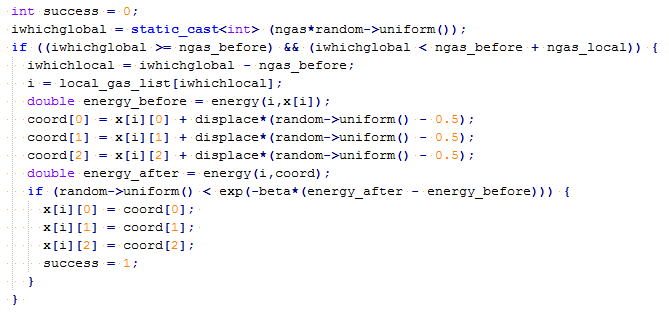 int success = 0;
iwhichglobal = static_cast<int> (ngas*random->uniform());
if ((iwhichglobal >= ngas_before) && (iwhichglobal < ngas_before + ngas_local)) {
  iwhichlocal = iwhichglobal - ngas_before;
  i = local_gas_list[iwhichlocal];
  double energy_before = energy(i,x[i]);
  coord[0] = x[i][0] + displace*(random->uniform() - 0.5);
  coord[1] = x[i][1] + displace*(random->uniform() - 0.5);
  coord[2] = x[i][2] + displace*(random->uniform() - 0.5);
  double energy_after = energy(i,coord);
  if (random->uniform() < exp(-beta*(energy_after - energy_before))) {
    x[i][0] = coord[0];
    x[i][1] = coord[1];
    x[i][2] = coord[2];
    success = 1;
  }
}